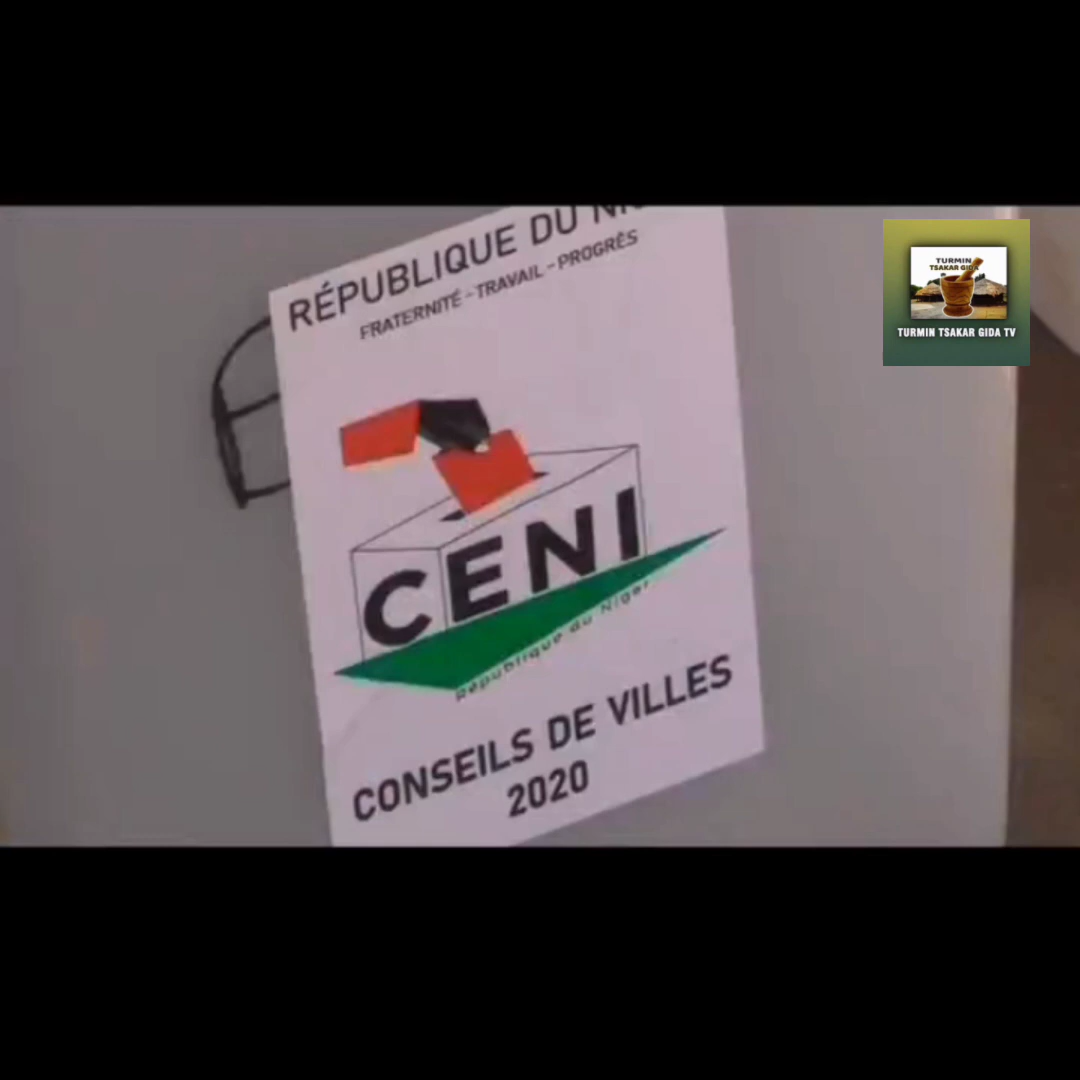 RÉPUBLIQUE DU
FRATERNITÉ - TRAVAIL - PROGRÈS
CENI
République du Niger
CONSEILS DE VILLES
2020
TURMIN
TSAKAR GIDA
TURMIN TSAKAR GIDA TV